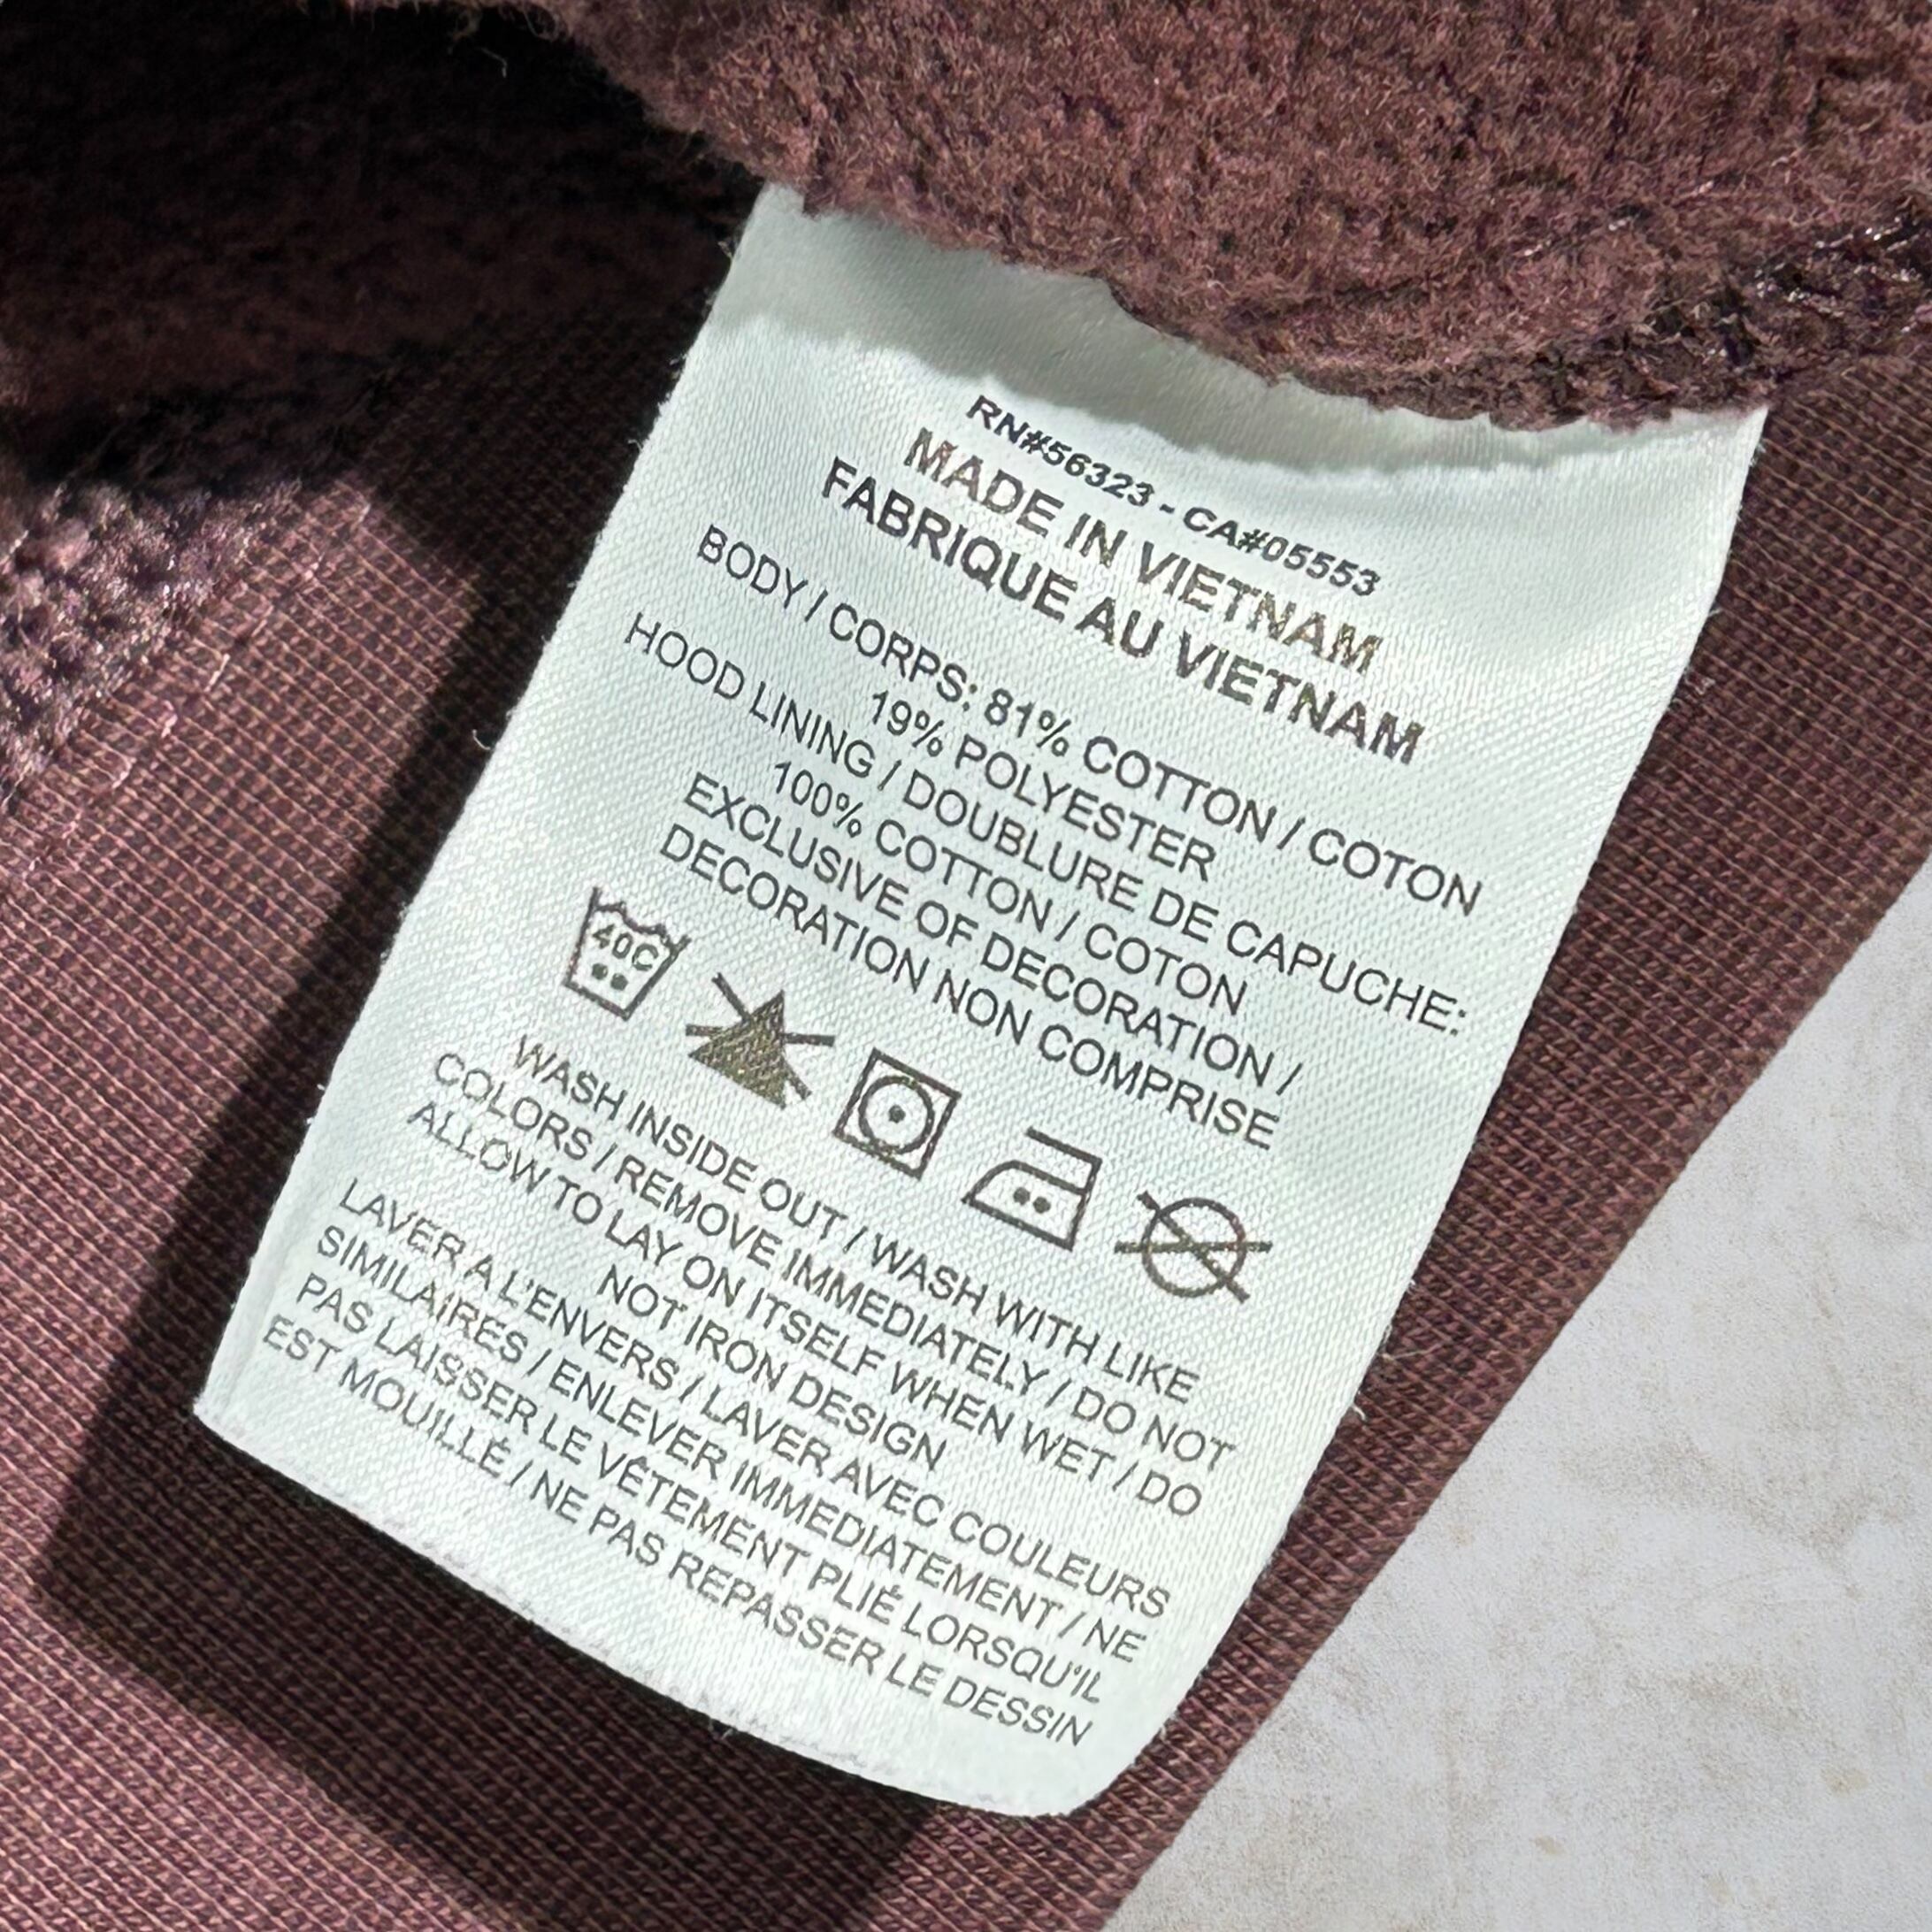 RN#56323 - CA#05553
MADE IN VIETNAM
FABRIQUE AU VIETNAM
BODY / CORPS: 81% COTTON / COTON
19% POLYESTER
HOOD LINING / DOUBLURE DE CAPUCHE:
100% COTTON / COTON
EXCLUSIVE OF DECORATION /
DECORATION NON COMPRISE
40C
WASH INSIDE OUT / WASH WITH LIKE
COLORS / REMOVE IMMEDIATELY / DO NOT
ALLOW TO LAY ON ITSELF WHEN WET / DO
NOT IRON DESIGN
LAVER A L'ENVERS / LAVER AVEC COULEURS
SIMILAIRES / ENLEVER IMMEDIATEMENT / NE
PAS LAISSER LE VÊTEMENT PLIÉ LORSQU'IL
EST MOUILLÉ / NE PAS REPASSER LE DESSIN